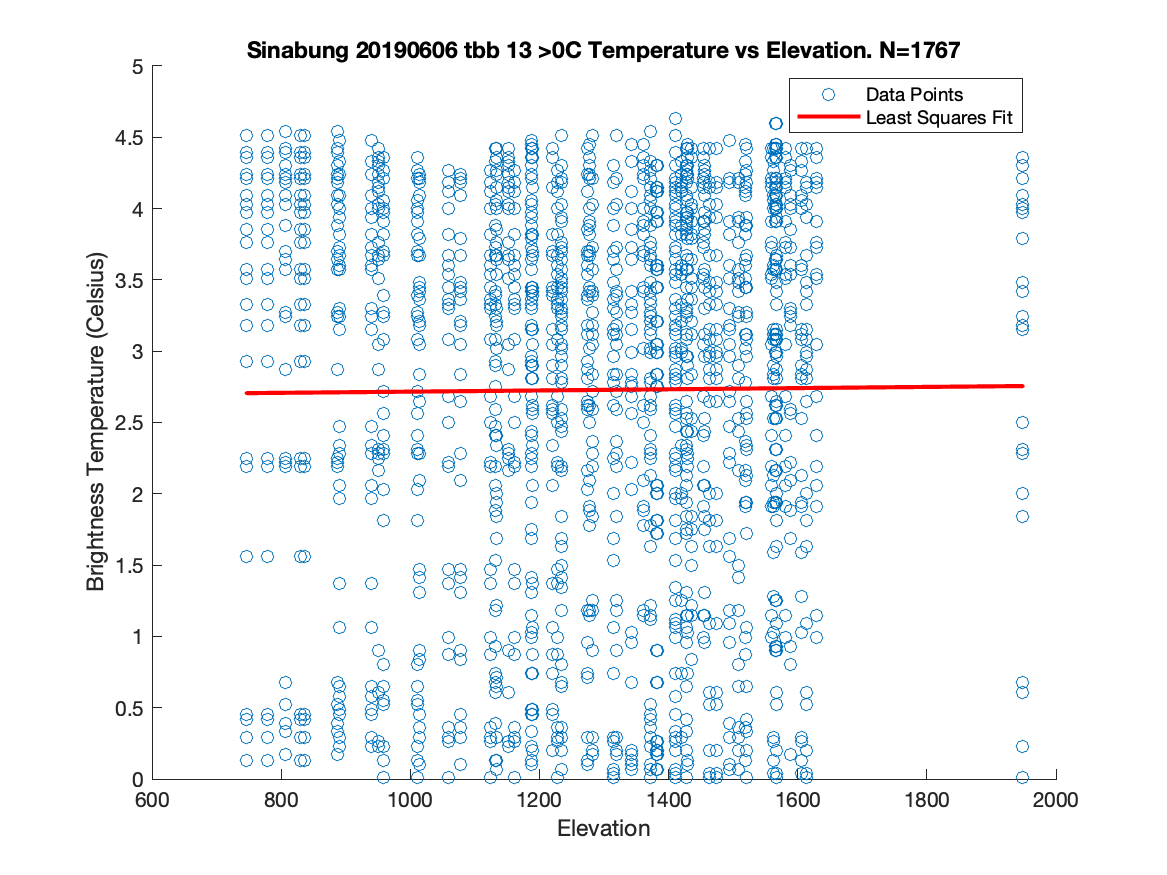 Sinabung 20190606 tbb 13 >0C Temperature vs Elevation. N=1767
Data Points
Least Squares Fit
Brightness Temperature (Celsius)
5
4.5
4
3.5
3
2.5
2
1.5
1
0.5
0
600 800 1000 1200 1400 1600 1800 2000
Elevation